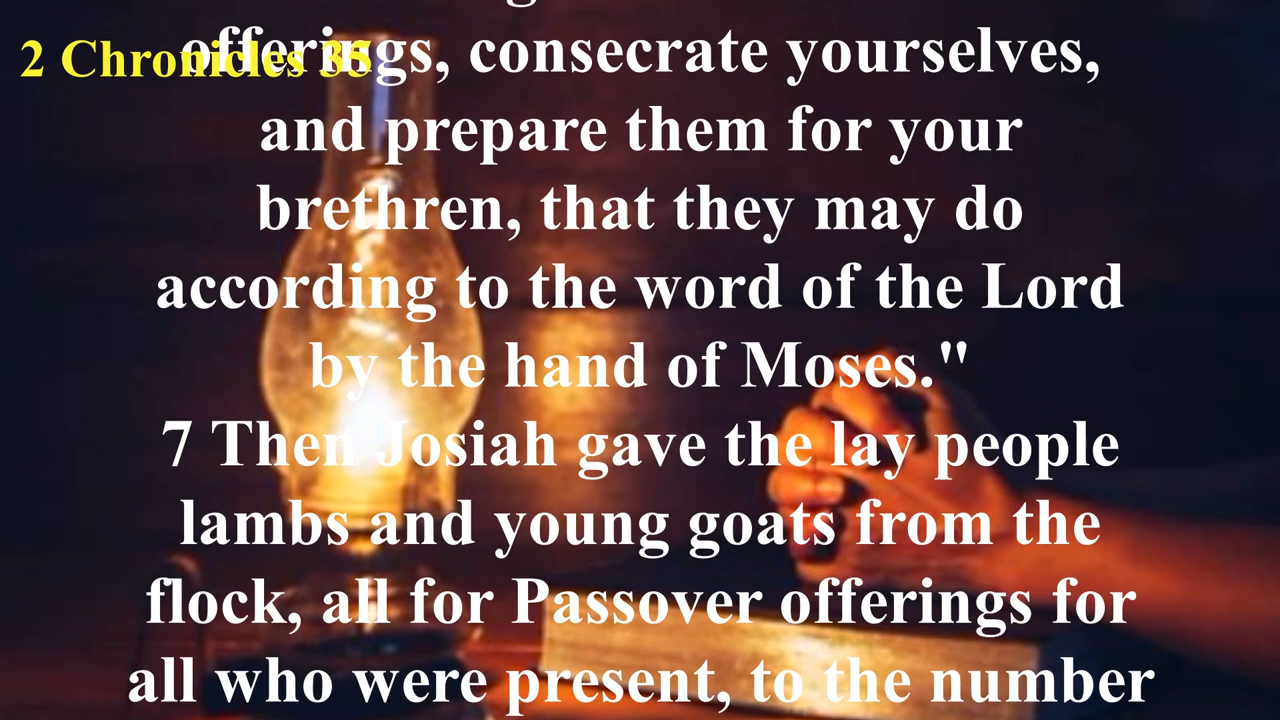 2 Chronicles 35
offerings, consecrate yourselves,
and prepare them for your
brethren, that they may do
according to the word of the Lord
by the hand of Moses."
7 Then Josiah gave the lay people
lambs and young goats from the
flock, all for Passover offerings for
all who were present, to the number